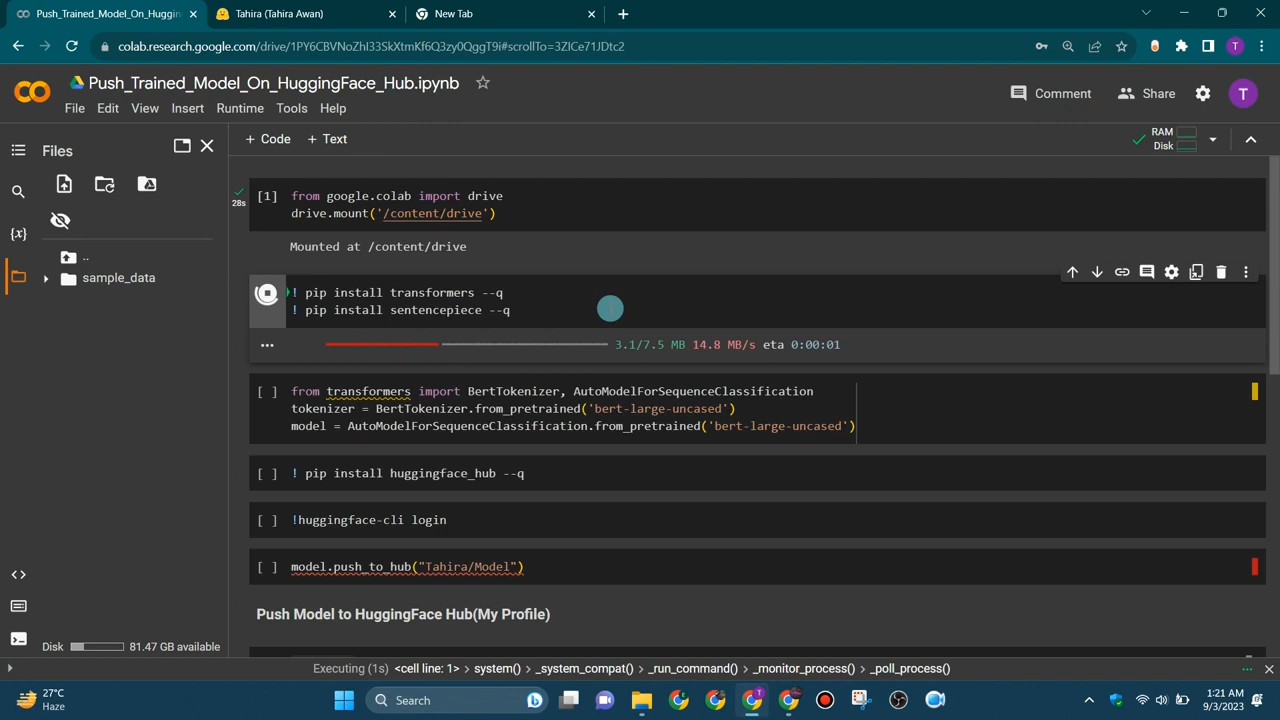 Push_Trained_Model_On_Hugging
Tahira (Tahira Awan)
New Tab
colab.research.google.com/drive/1PY6CBVNoZhI33SkXtmKf6Q3zy0QggT9i#scrollTo=3ZICe71JDtc2
T
Push_Trained_Model_On_HuggingFace_Hub.ipynb
File Edit View Insert Runtime Tools Help
Comment
Share
T
Files
+ Code + Text
RAM
Disk
..
sample_data
{x}
28s
[1] from google.colab import drive
drive.mount('/content/drive')
Mounted at /content/drive
! pip install transformers --q
! pip install sentencepiece --q
... 3.1/7.5 MB 14.8 MB/s eta 0:00:01
[ ] from transformers import BertTokenizer, AutoModelForSequenceClassification
tokenizer = BertTokenizer.from_pretrained('bert-large-uncased')
model = AutoModelForSequenceClassification.from_pretrained('bert-large-uncased')
[ ] ! pip install huggingface_hub --q
[ ] !huggingface-cli login
[ ] model.push_to_hub("Tahira/Model")
Push Model to HuggingFace Hub(My Profile)
Disk 81.47 GB available
Executing (1s) <cell line: 1> system() _system_compat() _run_command() _monitor_process() _poll_process()
27°C
Haze
Search
1:21 AM
9/3/2023